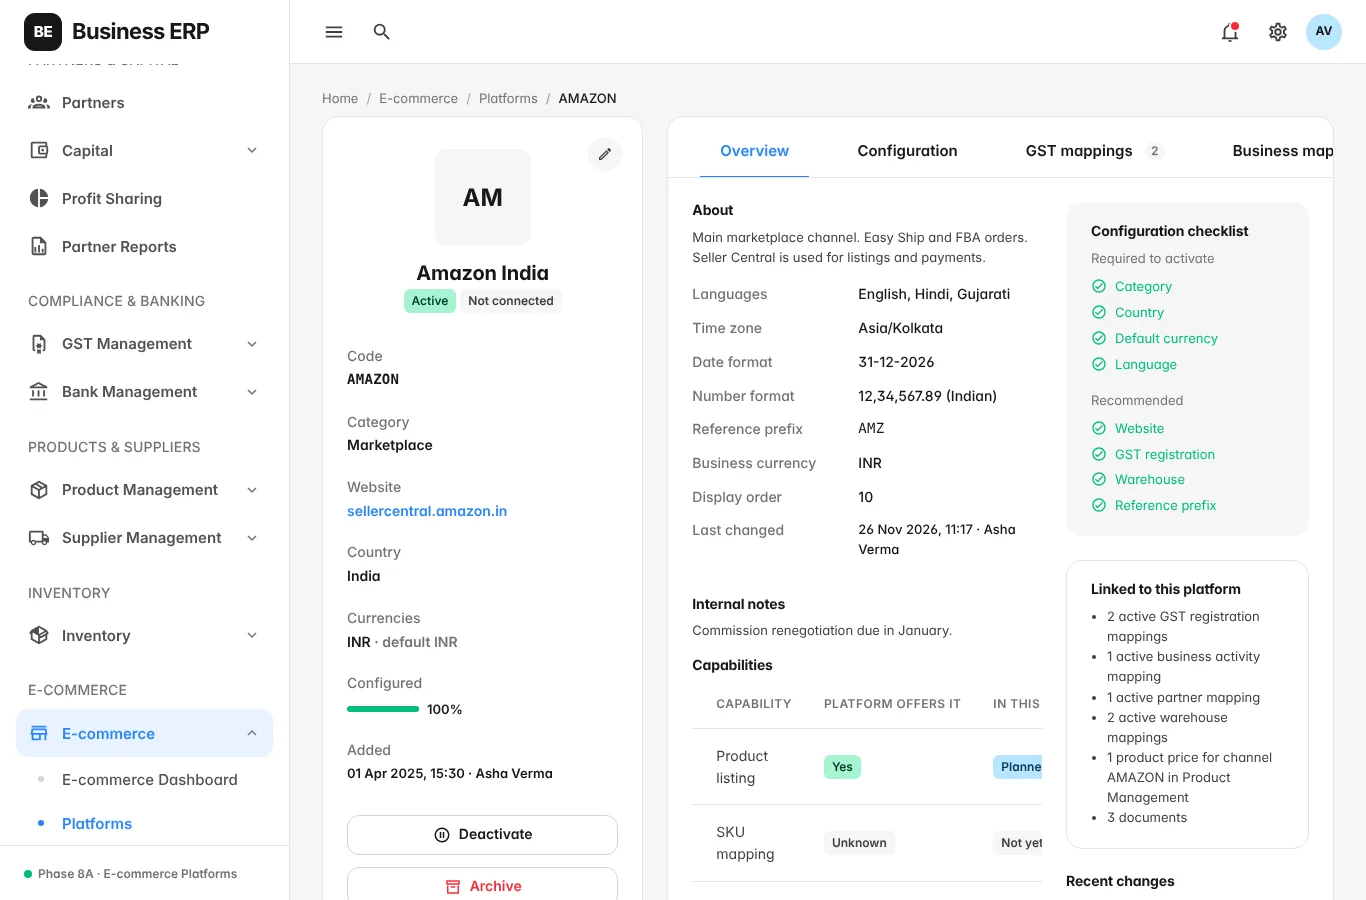 BE Business ERP
Partners
Capital
Profit Sharing
Partner Reports
COMPLIANCE & BANKING
GST Management
Bank Management
PRODUCTS & SUPPLIERS
Product Management
Supplier Management
INVENTORY
Inventory
E-COMMERCE
E-commerce
E-commerce Dashboard
Platforms
Phase 8A · E-commerce Platforms
AV
Home / E-commerce / Platforms / AMAZON
AM
Amazon India
Active Not connected
Code
AMAZON
Category
Marketplace
Website
sellercentral.amazon.in
Country
India
Currencies
INR · default INR
Configured
100%
Added
01 Apr 2025, 15:30 · Asha Verma
Deactivate
Archive
Overview Configuration GST mappings 2 Business map
About
Main marketplace channel. Easy Ship and FBA orders.
Seller Central is used for listings and payments.
Languages English, Hindi, Gujarati
Time zone Asia/Kolkata
Date format 31-12-2026
Number format 12,34,567.89 (Indian)
Reference prefix AMZ
Business currency INR
Display order 10
Last changed 26 Nov 2026, 11:17 · Asha
Verma
Internal notes
Commission renegotiation due in January.
Capabilities
CAPABILITY PLATFORM OFFERS IT IN THIS
Product
listing
Yes Planne
SKU
mapping
Unknown Not yet
Configuration checklist
Required to activate
Category
Country
Default currency
Language
Recommended
Website
GST registration
Warehouse
Reference prefix
Linked to this platform
• 2 active GST registration
mappings
• 1 active business activity
mapping
• 1 active partner mapping
• 2 active warehouse
mappings
• 1 product price for channel
AMAZON in Product
Management
• 3 documents
Recent changes